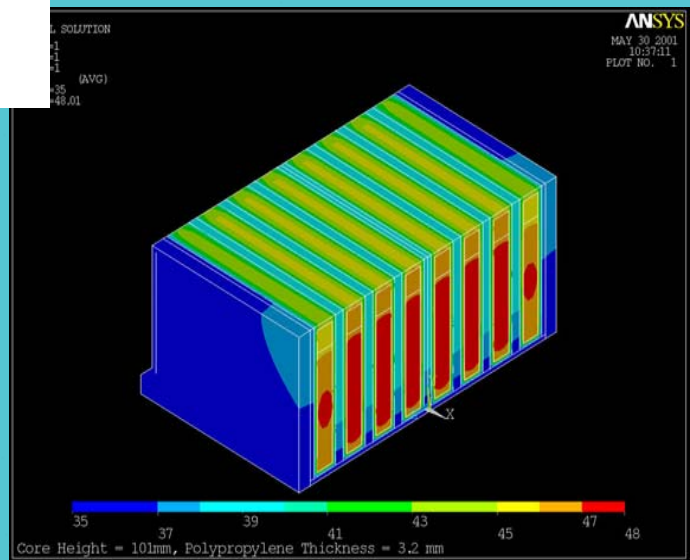 L SOLUTION
=1
=1
=1
(AVG)
=35
=48.01
ANSYS
MAY 30 2001
10:37:11
PLOT NO. 1
X
35 37 39 41 43 45 47 48
Core Height = 101mm, Polypropylene Thickness = 3.2 mm